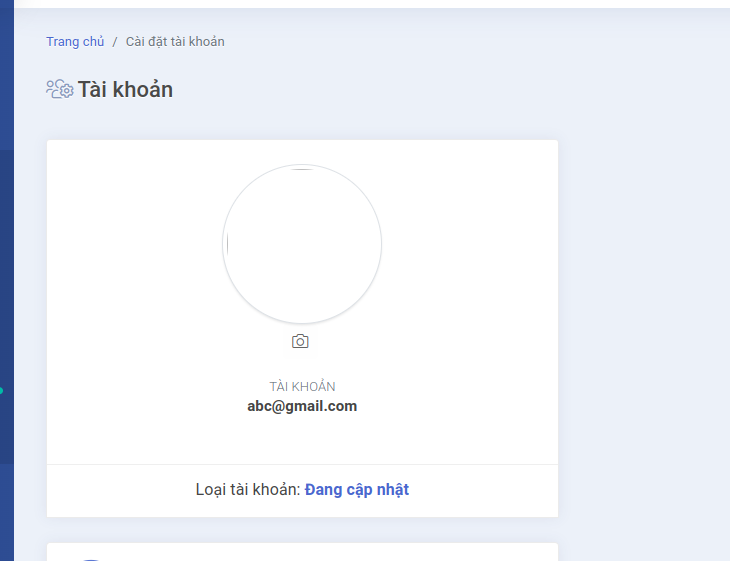 Trang chủ / Cài đặt tài khoản
Tài khoản
TÀI KHOẢN
abc@gmail.com
Loại tài khoản: Đang cập nhật